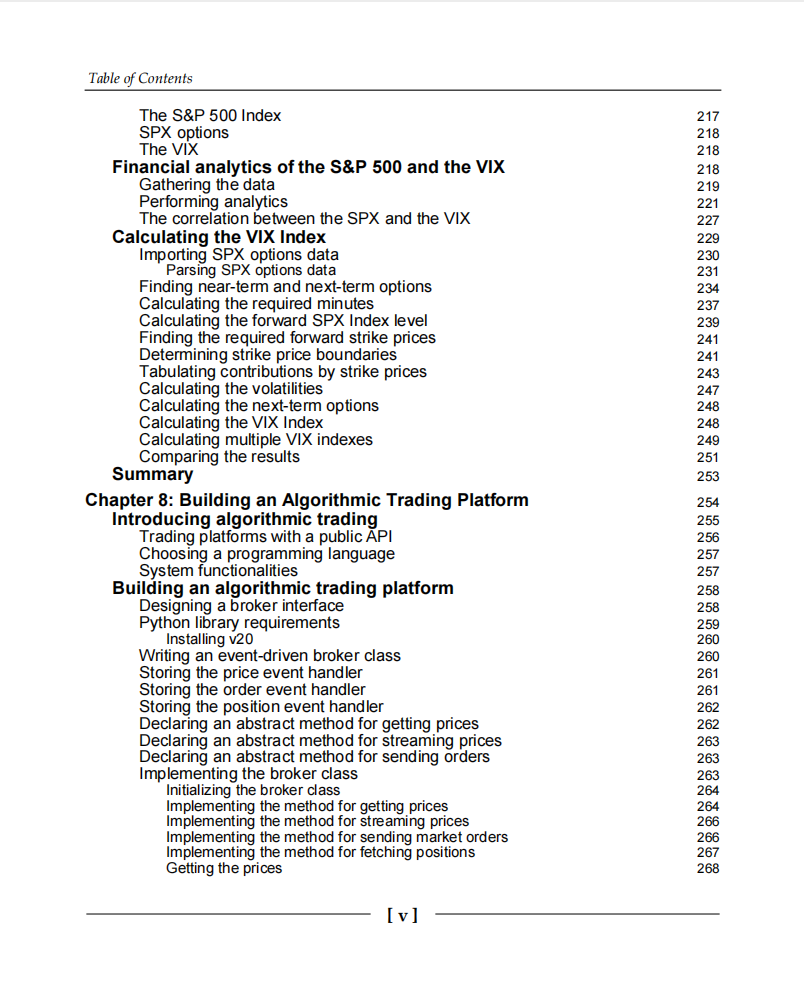 Table of Contents
The S&P 500 Index 217
SPX options 218
The VIX 218
Financial analytics of the S&P 500 and the VIX 218
Gathering the data 219
Performing analytics 221
The correlation between the SPX and the VIX 227
Calculating the VIX Index 229
Importing SPX options data 230
Parsing SPX options data 231
Finding near-term and next-term options 234
Calculating the required minutes 237
Calculating the forward SPX Index level 239
Finding the required forward strike prices 241
Determining strike price boundaries 241
Tabulating contributions by strike prices 243
Calculating the volatilities 247
Calculating the next-term options 248
Calculating the VIX Index 248
Calculating multiple VIX indexes 249
Comparing the results 251
Summary 253
Chapter 8: Building an Algorithmic Trading Platform 254
Introducing algorithmic trading 255
Trading platforms with a public API 256
Choosing a programming language 257
System functionalities 257
Building an algorithmic trading platform 258
Designing a broker interface 258
Python library requirements 259
Installing v20 260
Writing an event-driven broker class 260
Storing the price event handler 261
Storing the order event handler 261
Storing the position event handler 262
Declaring an abstract method for getting prices 262
Declaring an abstract method for streaming prices 263
Declaring an abstract method for sending orders 263
Implementing the broker class 263
Initializing the broker class 264
Implementing the method for getting prices 264
Implementing the method for streaming prices 266
Implementing the method for sending market orders 266
Implementing the method for fetching positions 267
Getting the prices 268
[ v ]